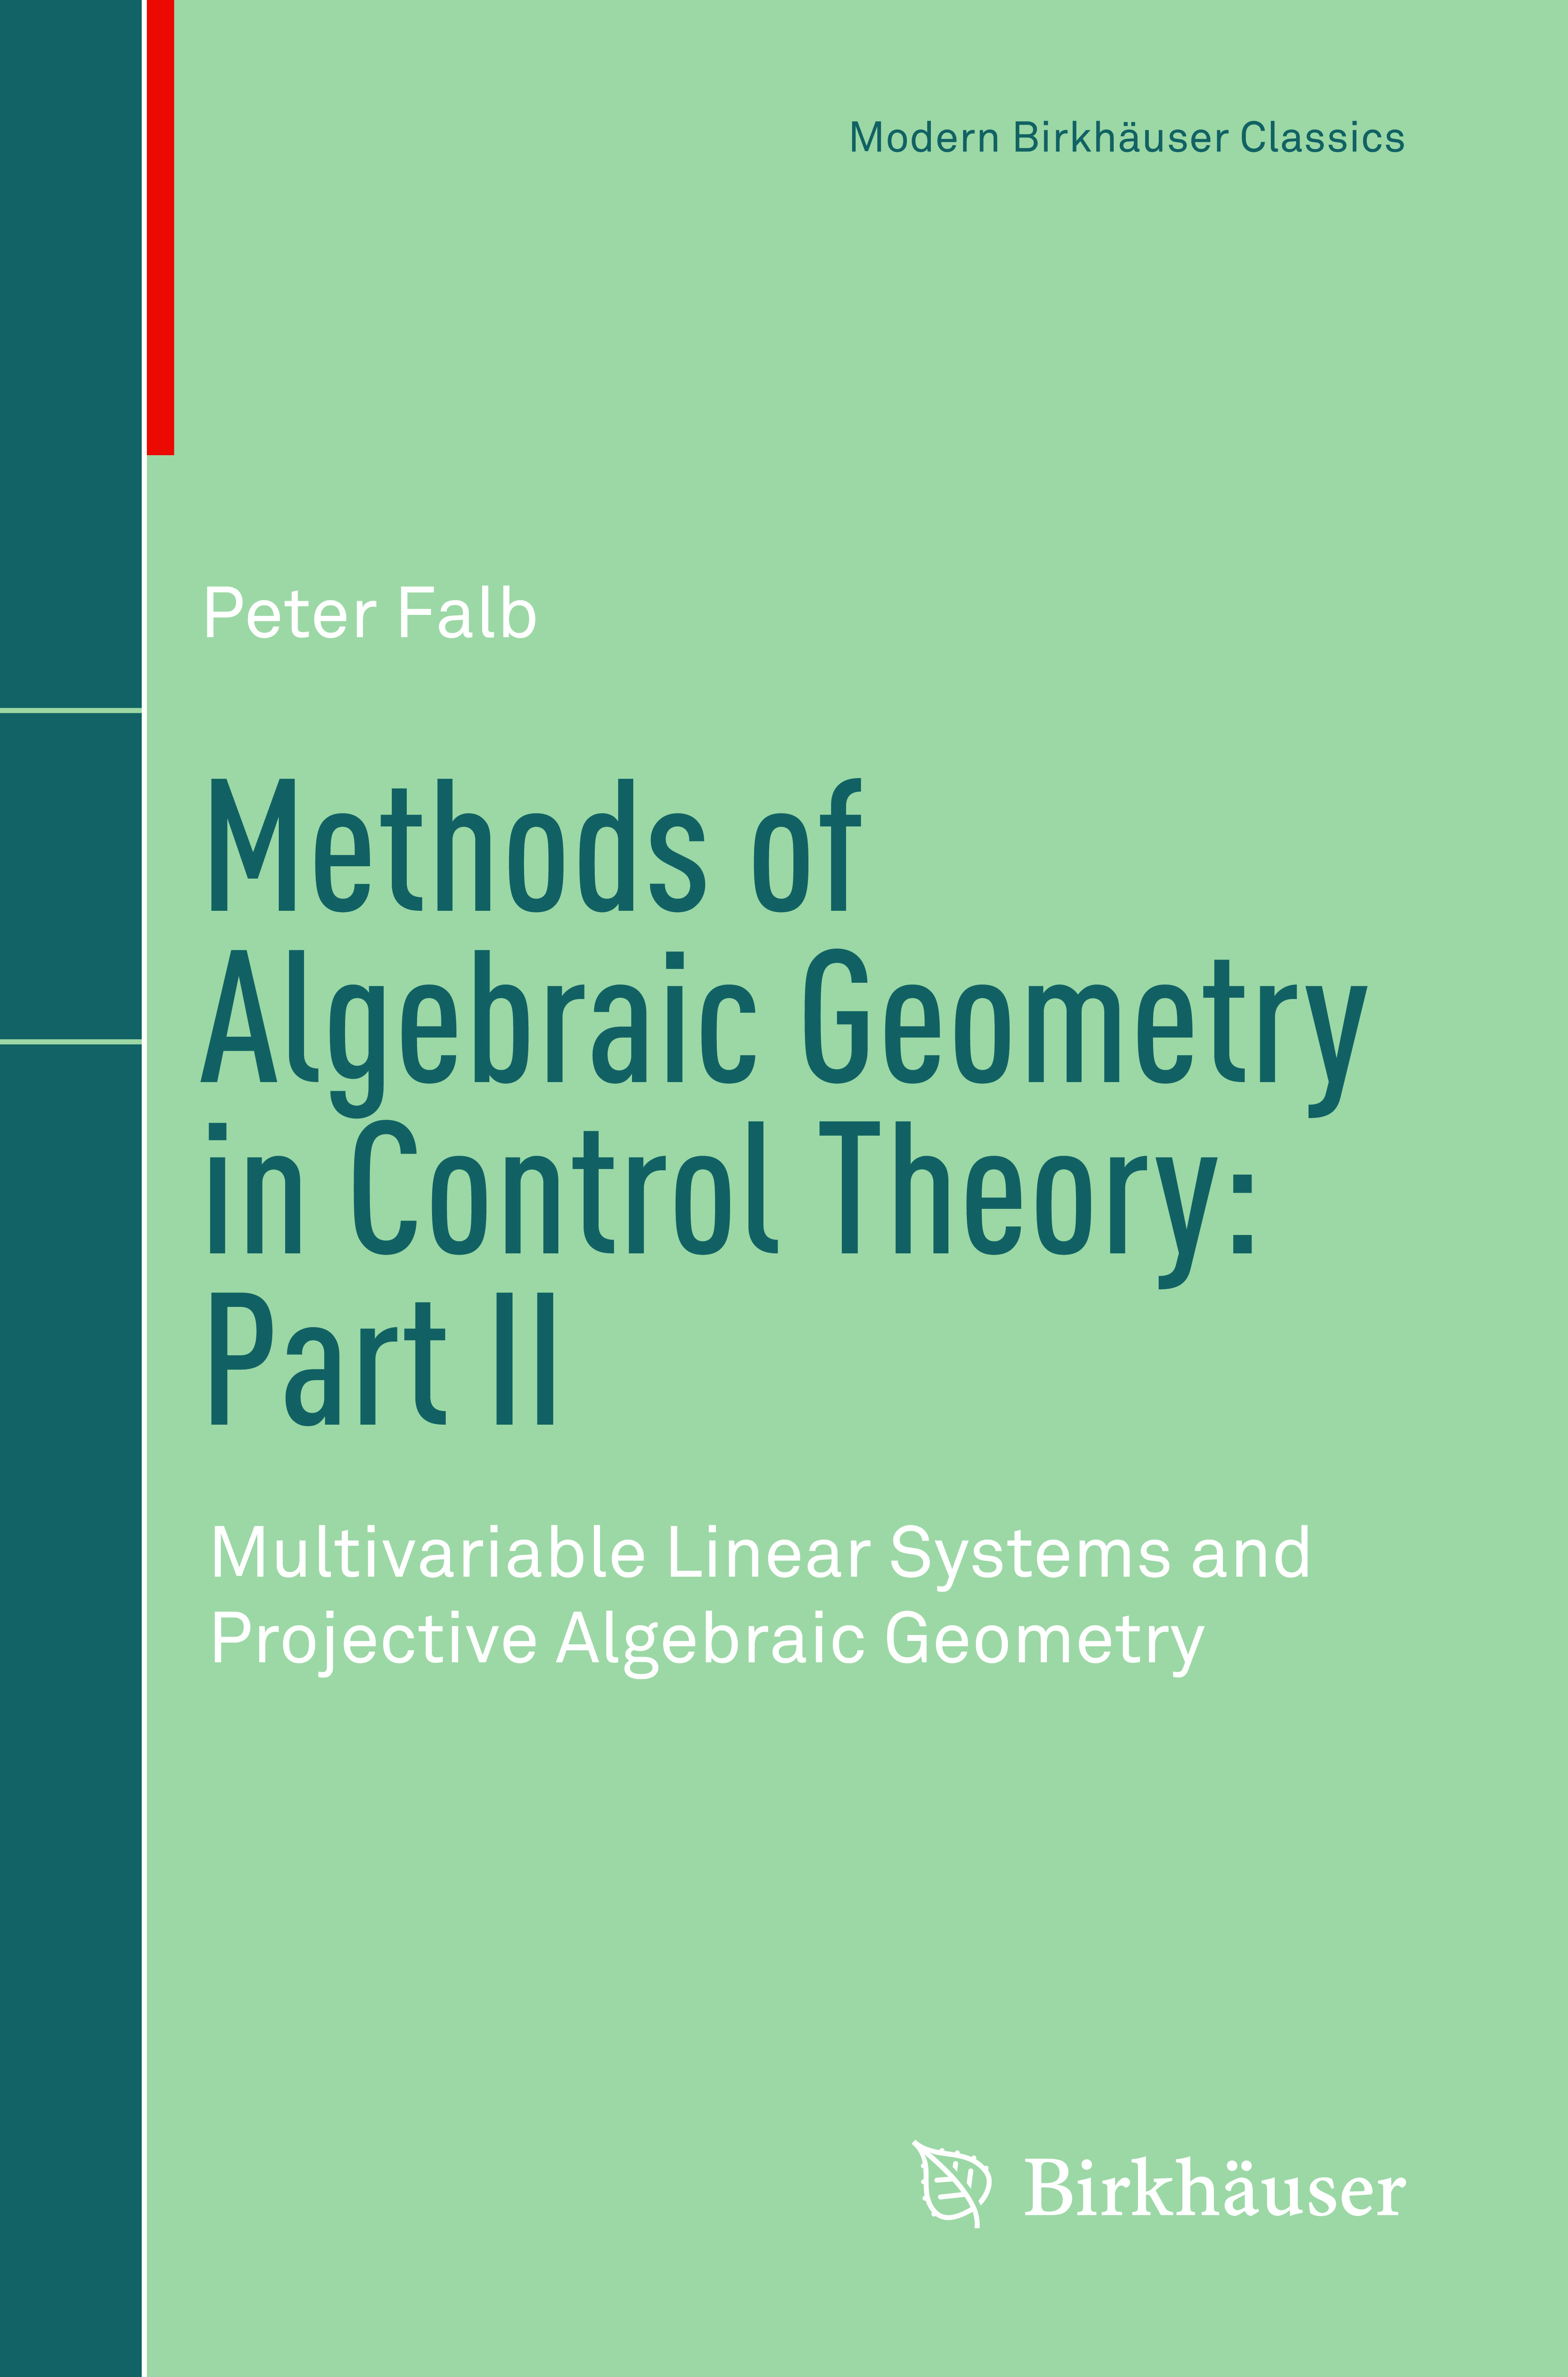 Modern Birkhäuser Classics
Peter Falb
Methods of
Algebraic Geometry
in Control Theory:
Part II
Multivariable Linear Systems and
Projective Algebraic Geometry
Birkhäuser